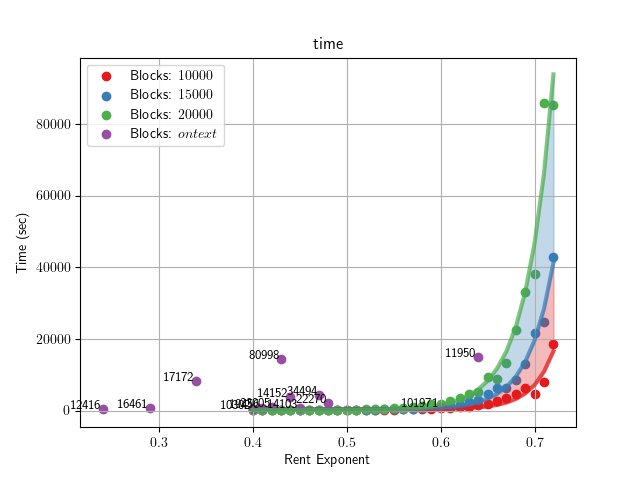 time
Blocks: 10000
Blocks: 15000
Blocks: 20000
Blocks: ontext
80000
60000
40000
20000
0
Time (sec)
80998
11950
17172
14152
34494
22270
12416
16461
14103
101971
0.3
0.4
0.5
0.6
0.7
Rent Exponent